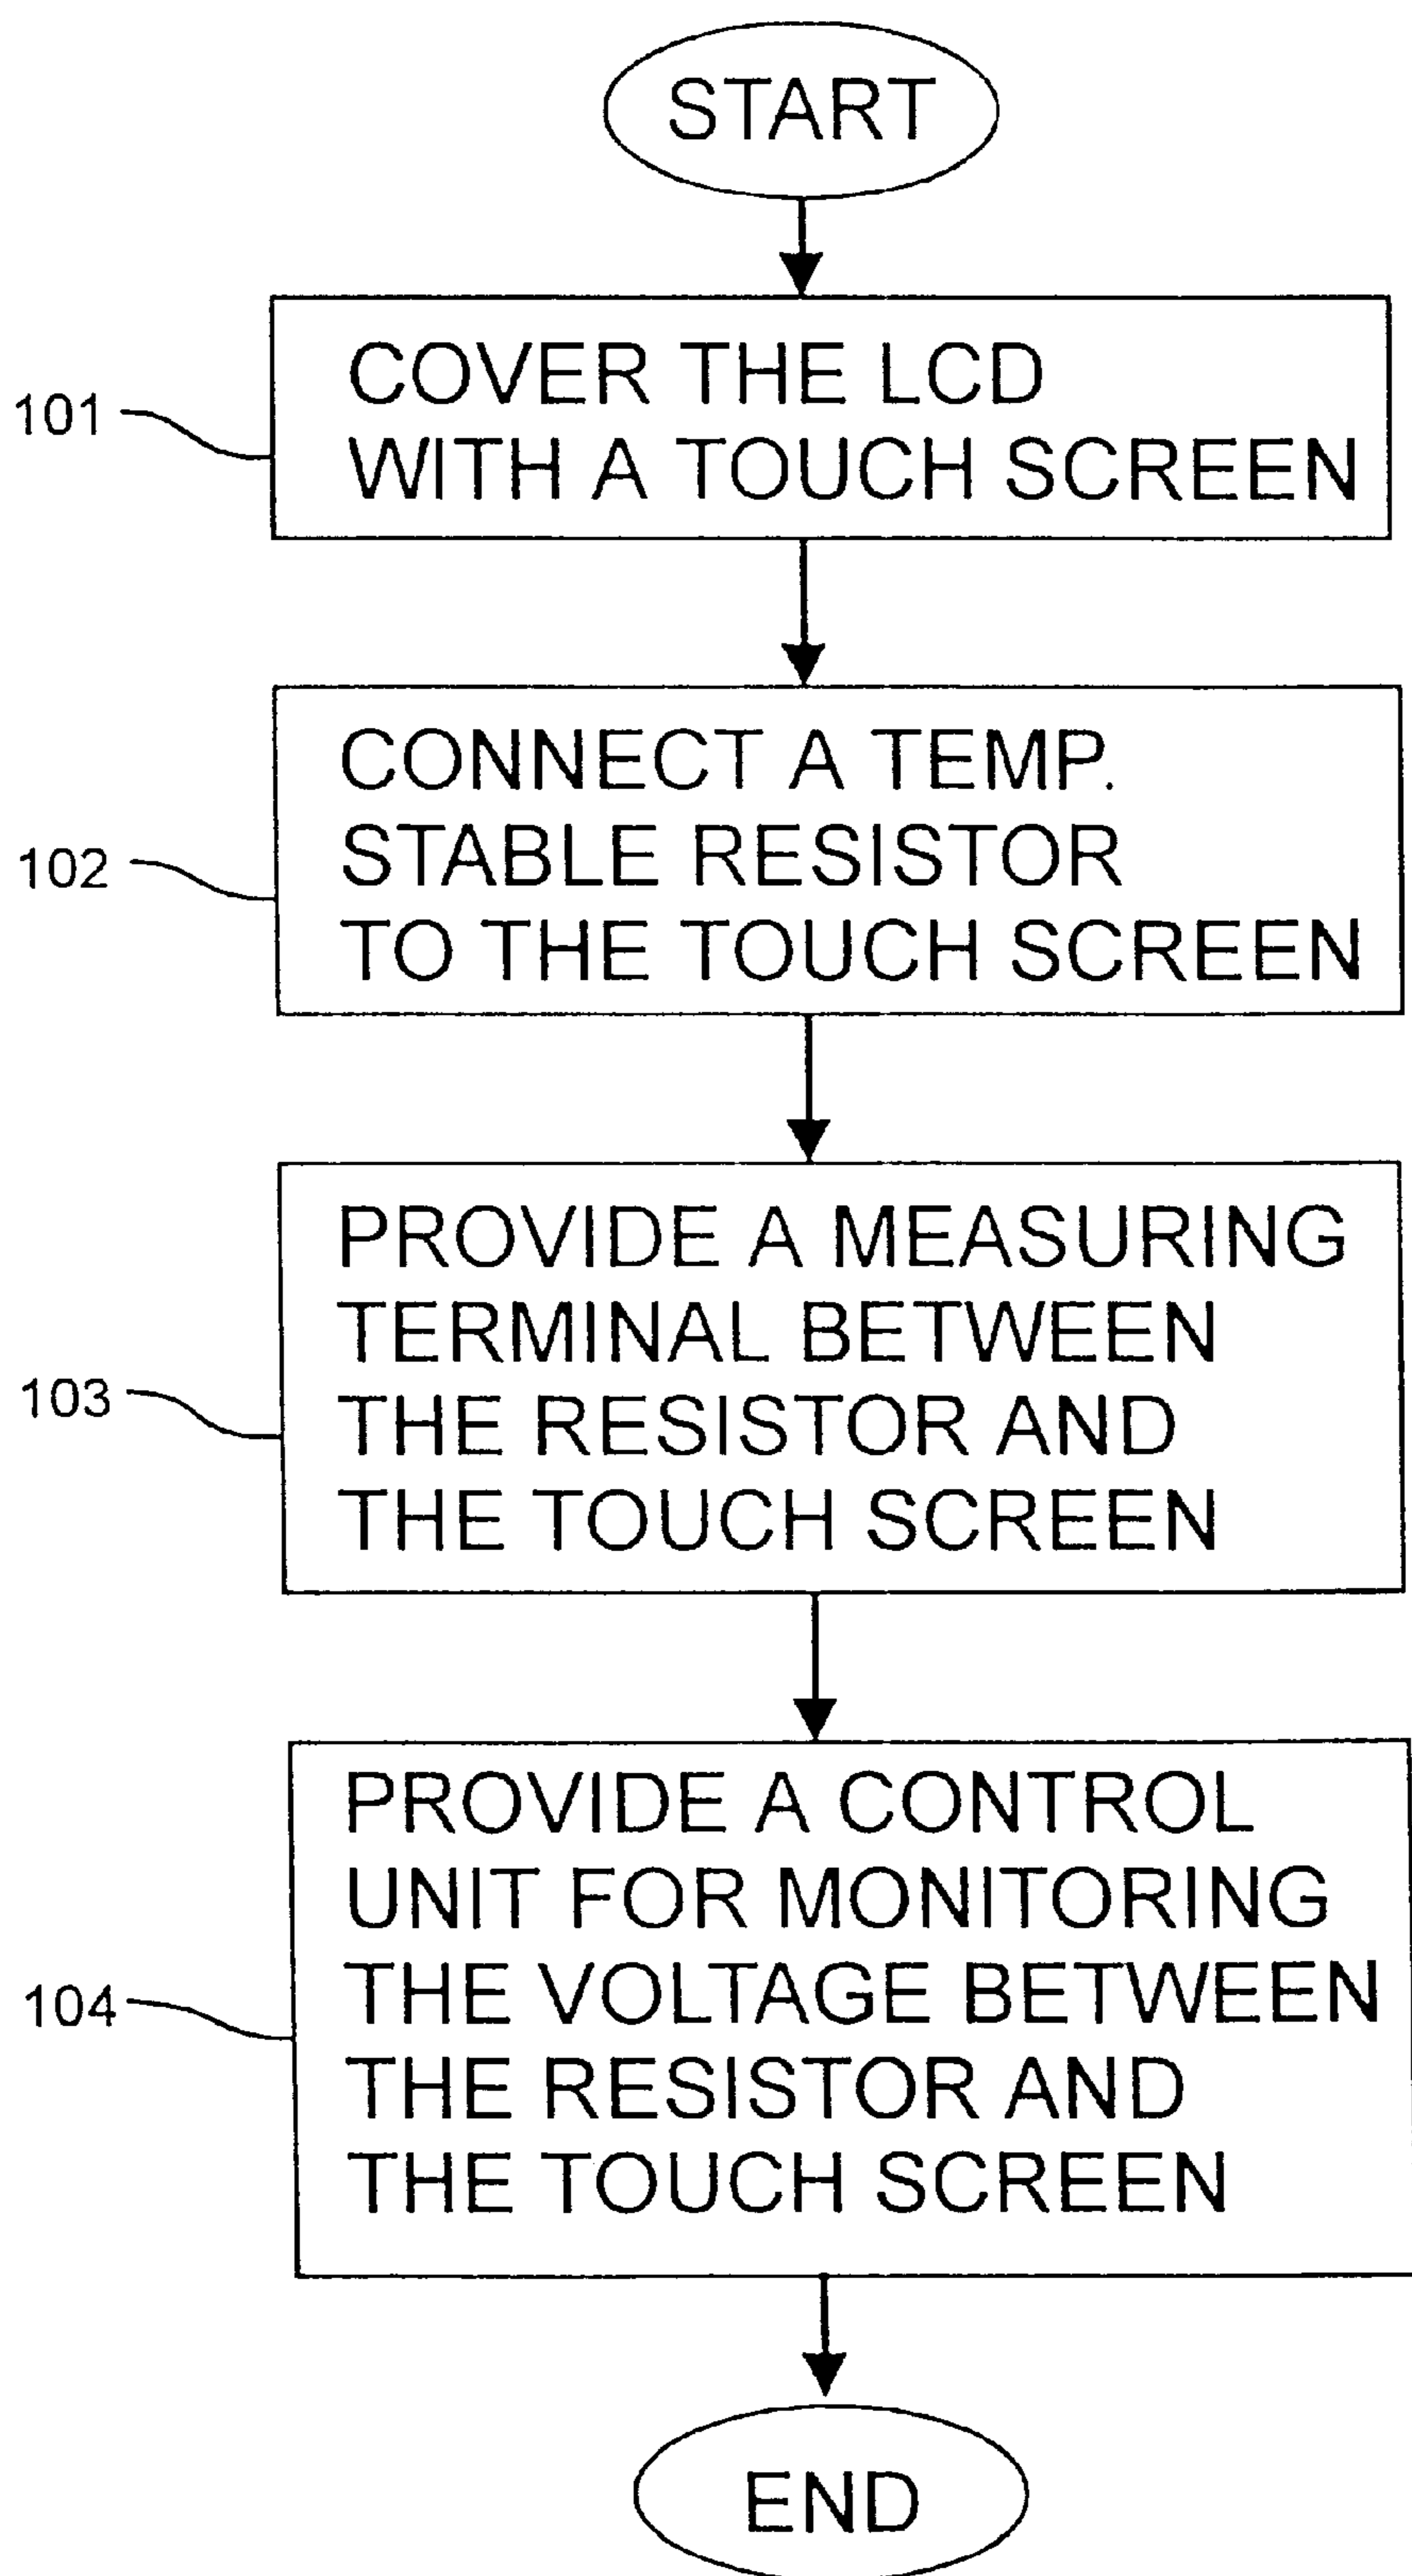 START
101
COVER THE LCD
WITH A TOUCH SCREEN
102
CONNECT A TEMP.
STABLE RESISTOR
TO THE TOUCH SCREEN
103
PROVIDE A MEASURING
TERMINAL BETWEEN
THE RESISTOR AND
THE TOUCH SCREEN
104
PROVIDE A CONTROL
UNIT FOR MONITORING
THE VOLTAGE BETWEEN
THE RESISTOR AND
THE TOUCH SCREEN
END